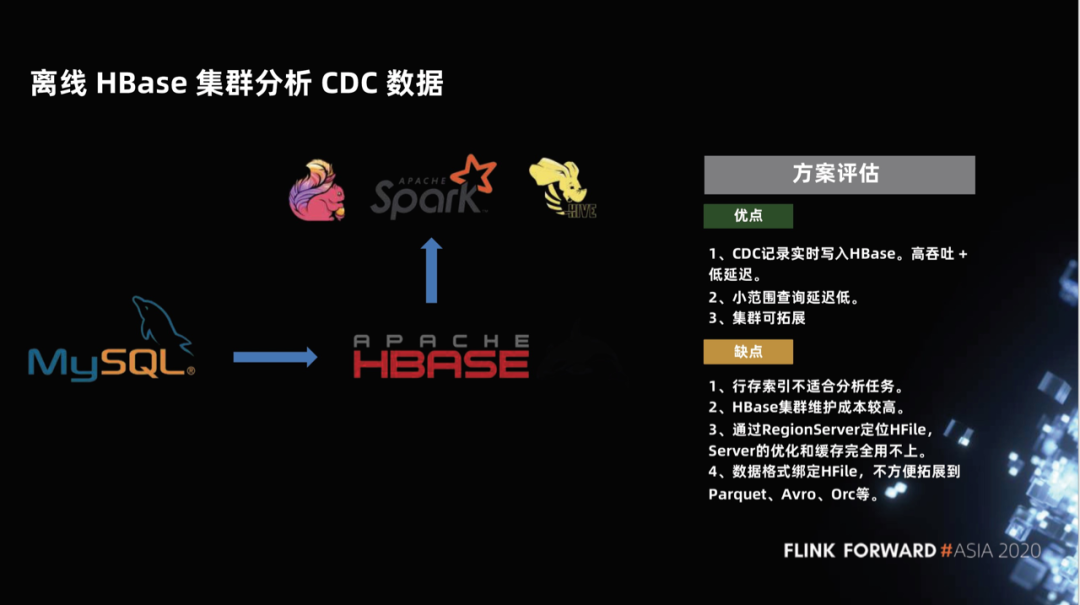 离线 HBase 集群分析 CDC 数据
APACHE
Spark™
HIVE
MySQL®
APACHE
HBASE
方案评估
优点
1、CDC记录实时写入HBase。高吞吐 +
低延迟。
2、小范围查询延迟低。
3、集群可拓展
缺点
1、行存索引不适合分析任务。
2、HBase集群维护成本较高。
3、通过RegionServer定位HFile，
Server的优化和缓存完全用不上。
4、数据格式绑定HFile，不方便拓展到
Parquet、Avro、Orc等。
FLINK FORWARD #ASIA 2020